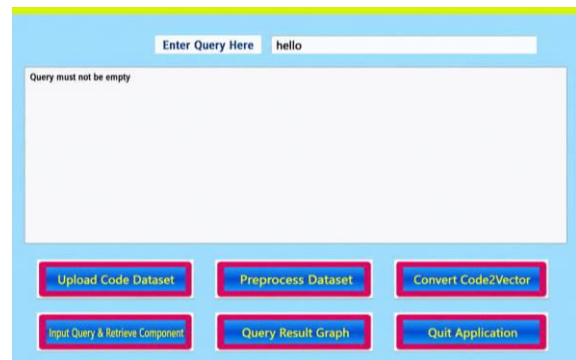 Enter Query Here hello
Query must not be empty
Upload Code Dataset Preprocess Dataset Convert Code2Vector
Input Query & Retrieve Component Query Result Graph Quit Application